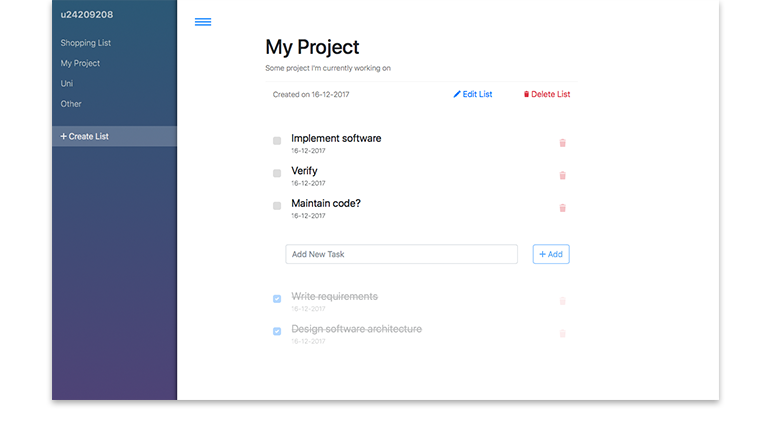 u24209208
Shopping List
My Project
Uni
Other
+ Create List
My Project
Some project I'm currently working on
Created on 16-12-2017
Edit List
Delete List
Implement software
16-12-2017
Verify
16-12-2017
Maintain code?
16-12-2017
Add New Task
+ Add
Write requirements
16-12-2017
Design software architecture
16-12-2017